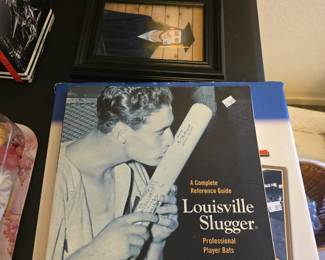 A Complete
Reference Guide
Louisville
Slugger®
Professional
Player Bats